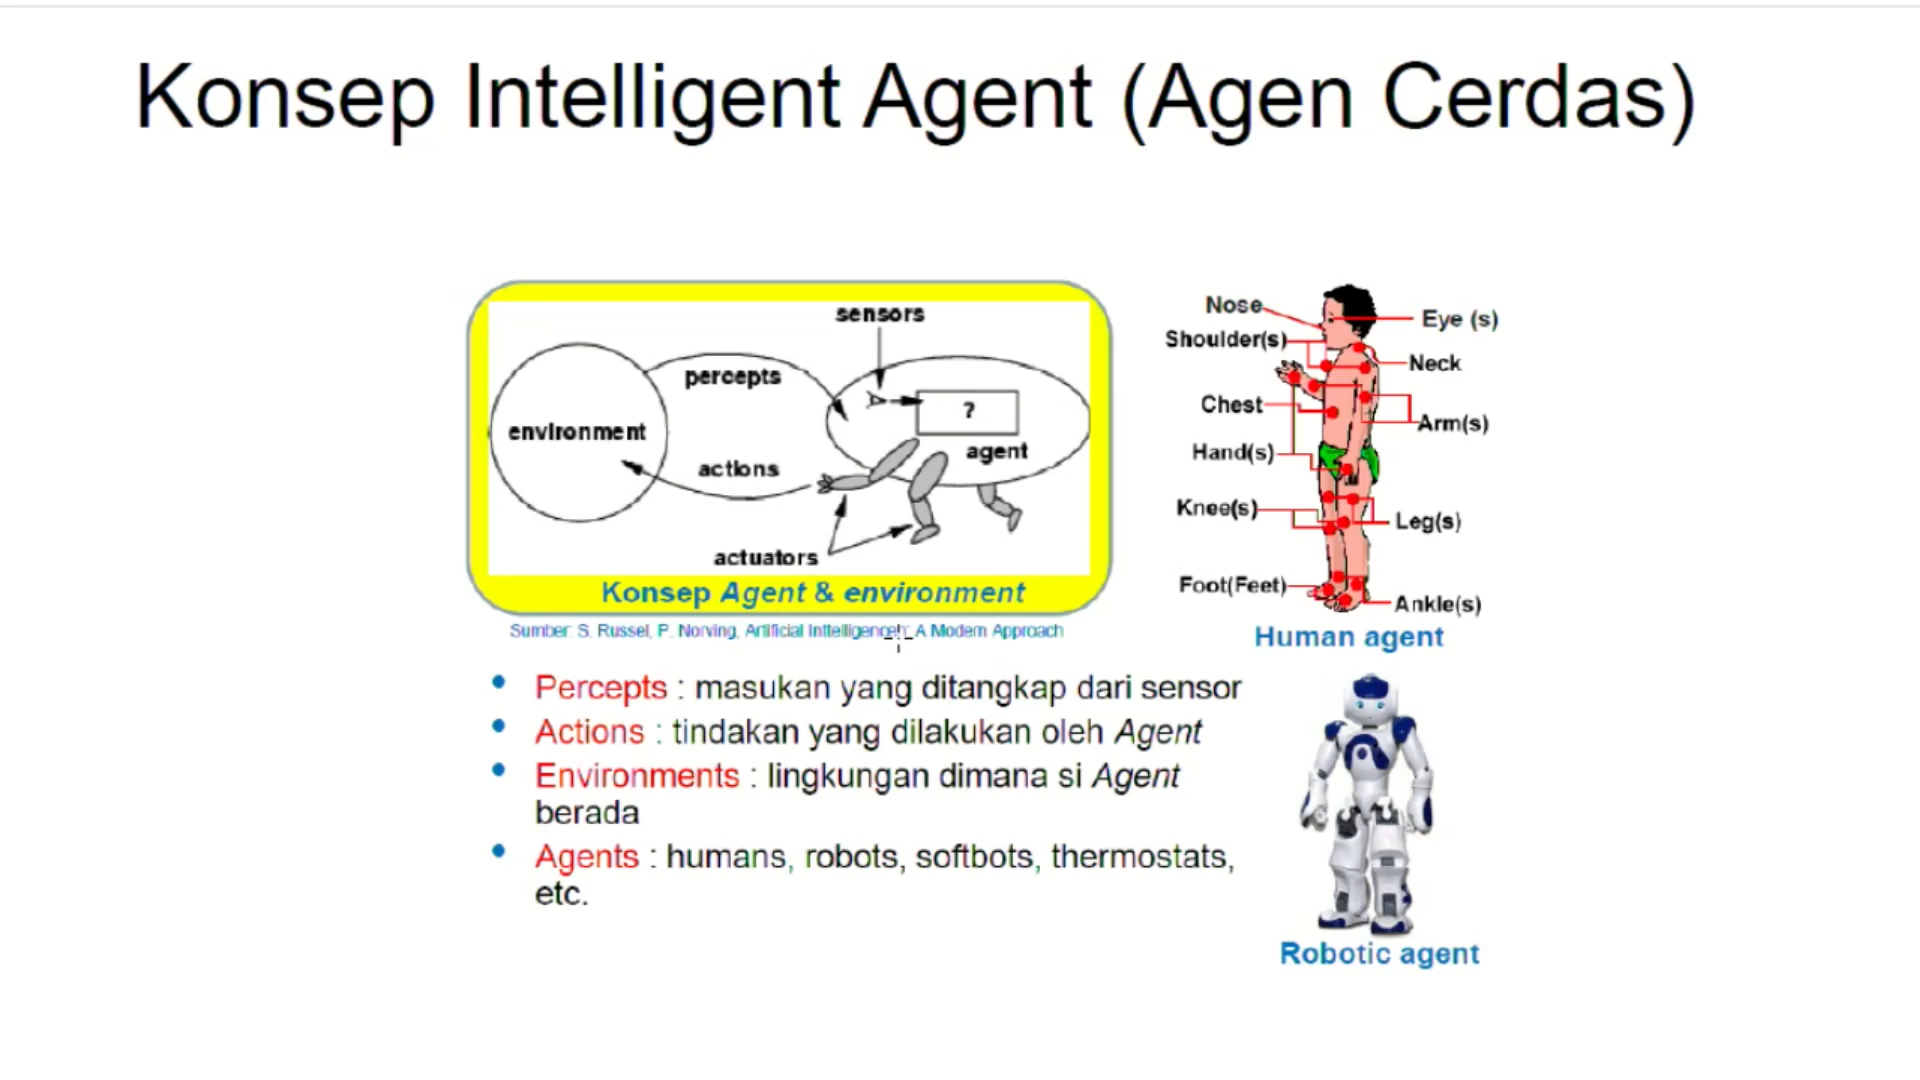 Konsep Intelligent Agent (Agen Cerdas)
sensors
percepts
environment
?
agent
actions
actuators
Konsep Agent & environment
Sumber: S. Russel, P. Norving, Artificial Inttelligenceh: A Modern Approach
Nose
Eye (s)
Shoulder(s)
Neck
Chest
Arm(s)
Hand(s)
Knee(s)
Leg(s)
Foot(Feet)
Ankle(s)
Human agent
• Percepts : masukan yang ditangkap dari sensor
• Actions : tindakan yang dilakukan oleh Agent
• Environments : lingkungan dimana si Agent
berada
• Agents : humans, robots, softbots, thermostats,
etc.
Robotic agent